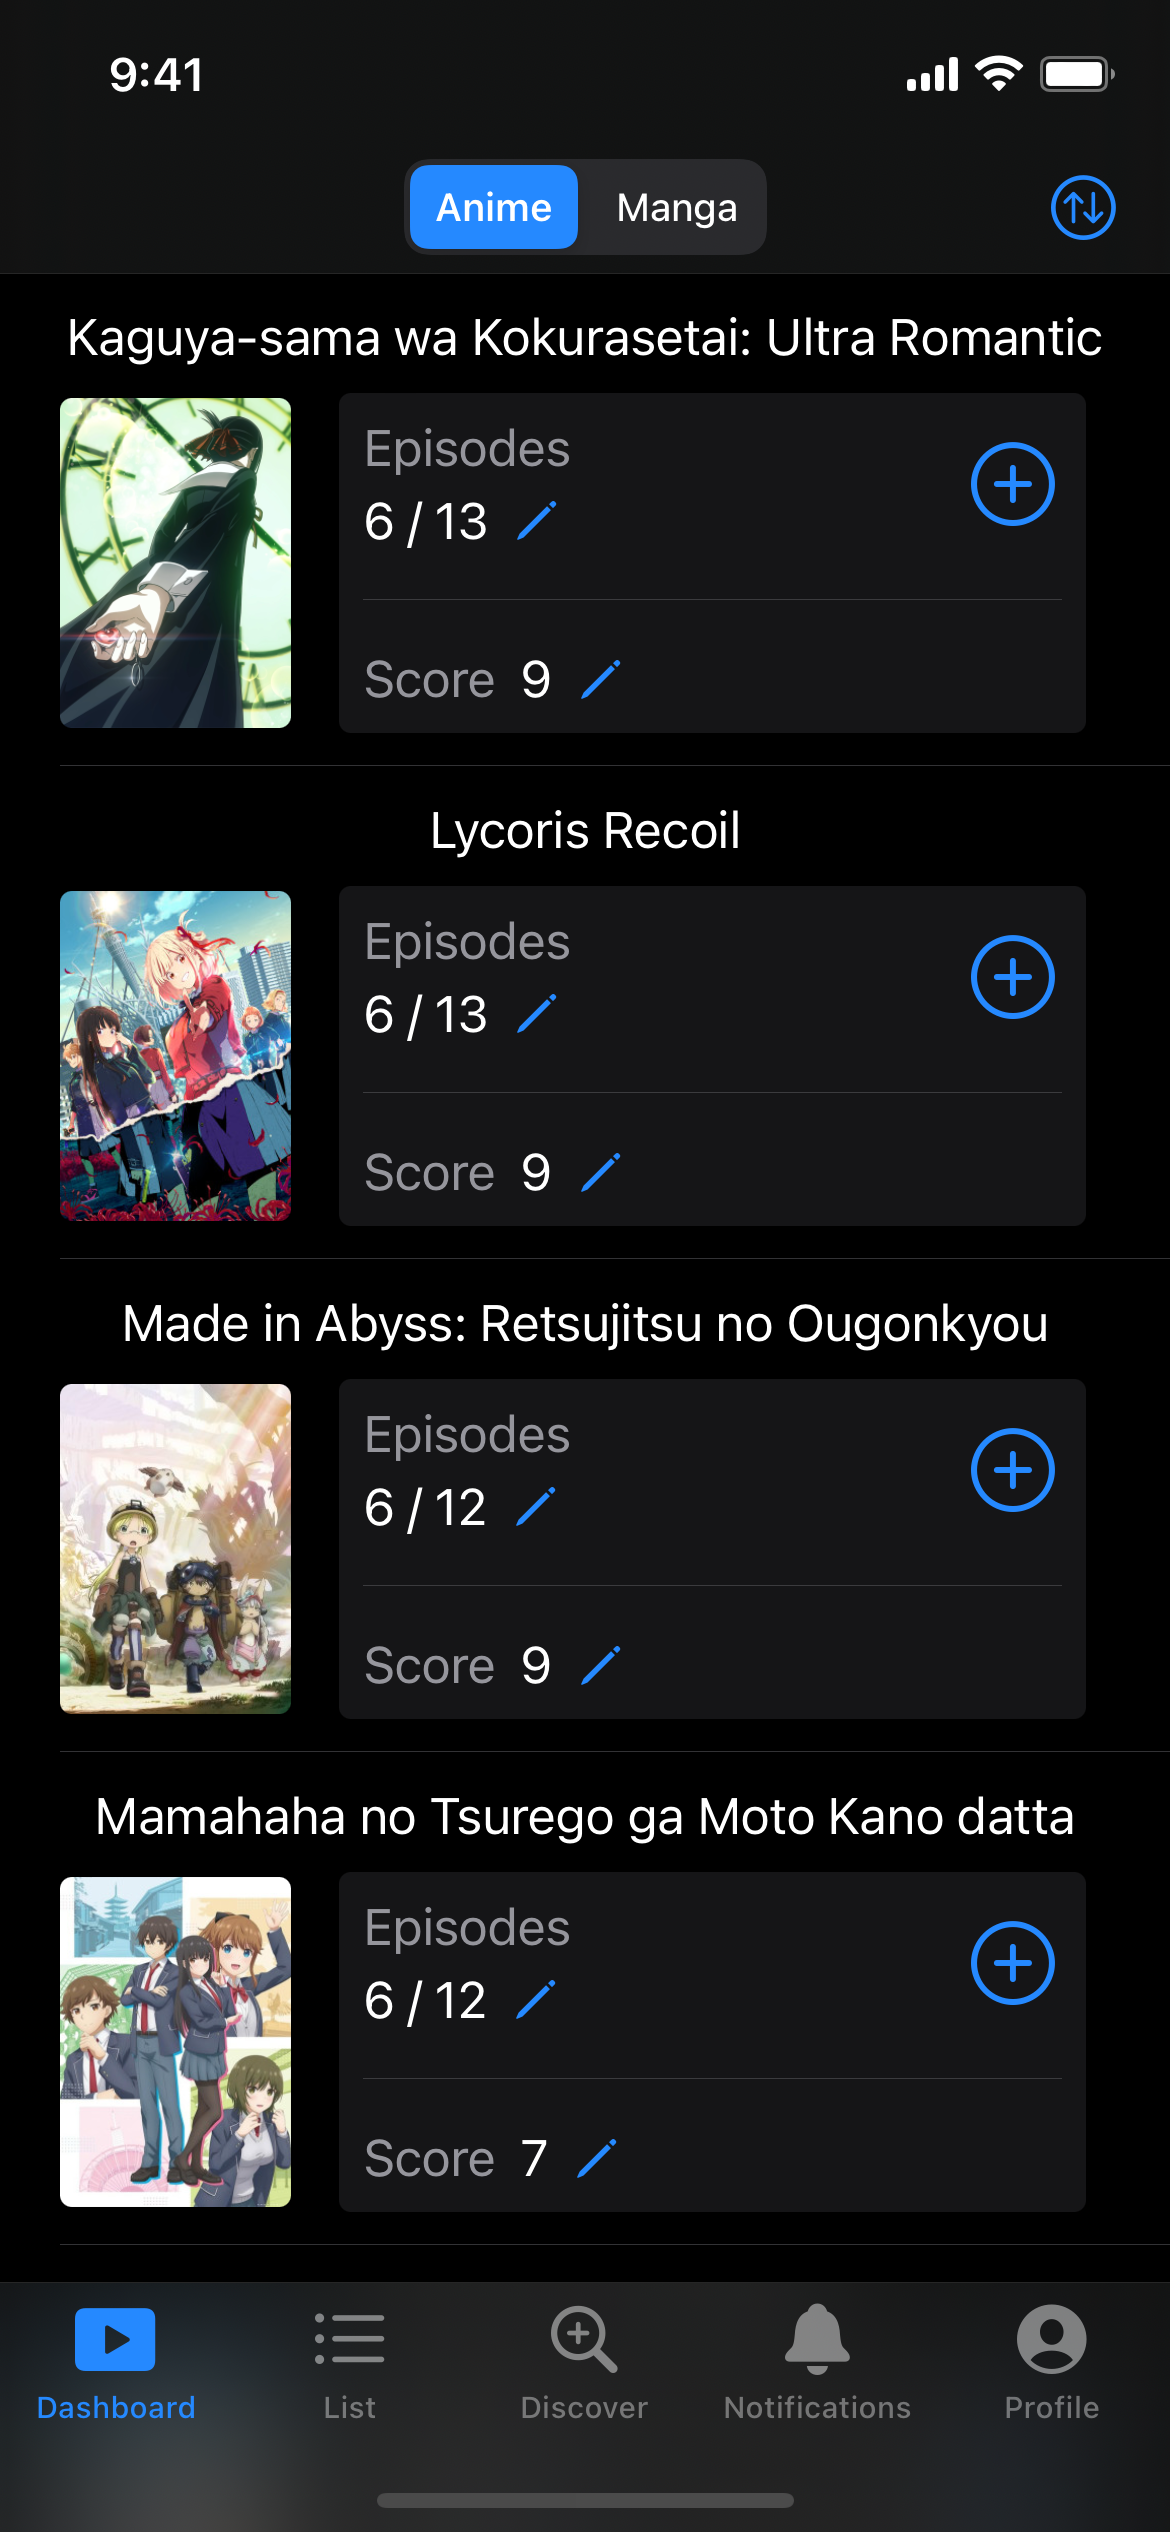 9:41
Anime
Manga
Kaguya-sama wa Kokurasetai: Ultra Romantic
Episodes
6 / 13
Score 9
Lycoris Recoil
Episodes
6 / 13
Score 9
Made in Abyss: Retsujitsu no Ougonkyou
Episodes
6 / 12
Score 9
Mamahaha no Tsurego ga Moto Kano datta
Episodes
6 / 12
Score 7
Dashboard
List
Discover
Notifications
Profile